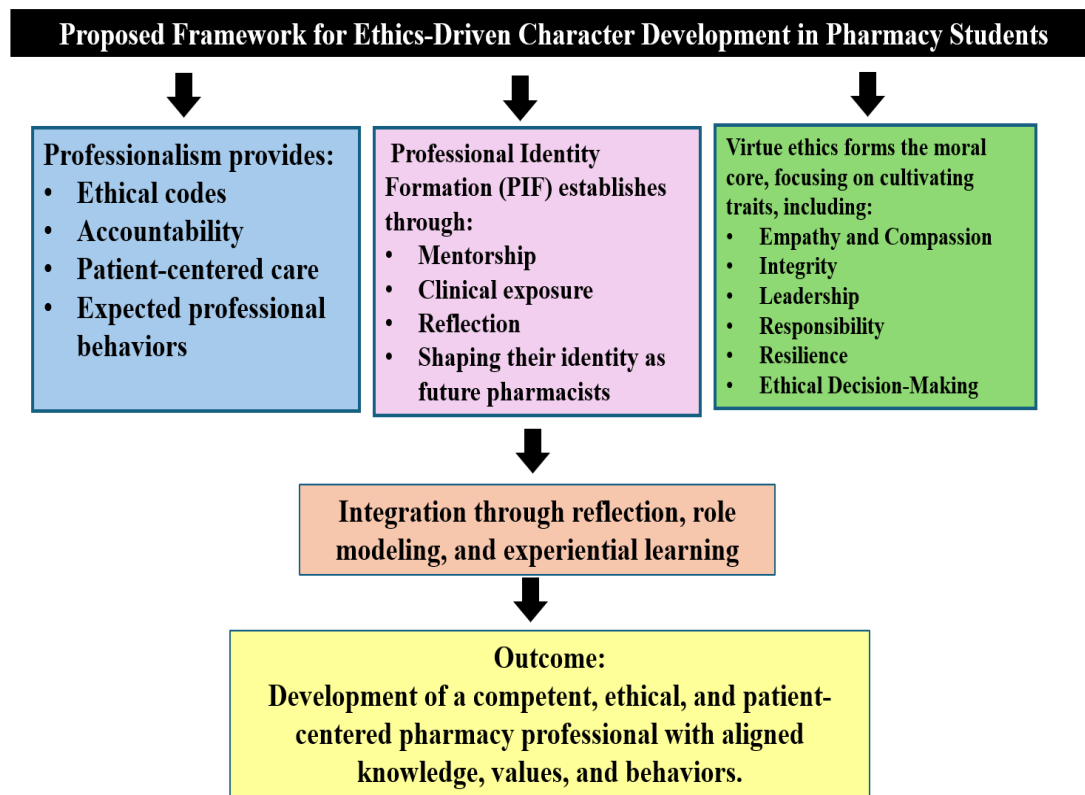 Proposed Framework for Ethics-Driven Character Development in Pharmacy Students
Professionalism provides:
• Ethical codes
• Accountability
• Patient-centered care
• Expected professional
behaviors
Professional Identity
Formation (PIF) establishes
through:
• Mentorship
• Clinical exposure
• Reflection
• Shaping their identity as
future pharmacists
Virtue ethics forms the moral
core, focusing on cultivating
traits, including:
• Empathy and Compassion
• Integrity
• Leadership
• Responsibility
• Resilience
• Ethical Decision-Making
Integration through reflection, role
modeling, and experiential learning
Outcome:
Development of a competent, ethical, and patient-
centered pharmacy professional with aligned
knowledge, values, and behaviors.